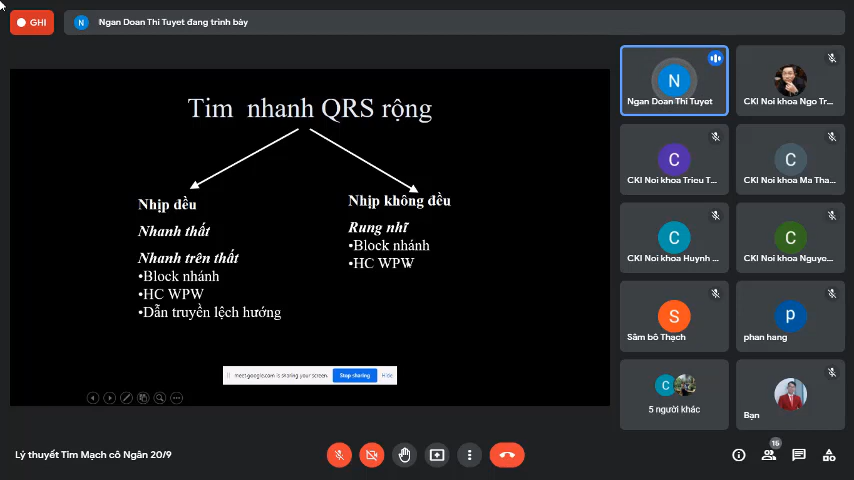 GHI
N
Ngan Doan Thi Tuyet đang trình bày
Tim nhanh QRS rộng
Nhịp đều
Nhanh thất
Nhanh trên thất
•Block nhánh
•HC WPW
•Dẫn truyền lệch hướng
Nhịp không đều
Rung nhĩ
•Block nhánh
•HC WPW
meet.google.com is sharing your screen.
Stop sharing
Hide
N
Ngan Doan Thi Tuyet
CKI Noi khoa Ngo Tr...
C
CKI Noi khoa Trieu T...
C
CKI Noi khoa Ma Tha...
C
CKI Noi khoa Huynh ...
C
CKI Noi khoa Nguye...
S
Sâm bô Thạch
p
phan hang
C
5 người khác
Bạn
Lý thuyết Tim Mạch cô Ngân 20/9
15